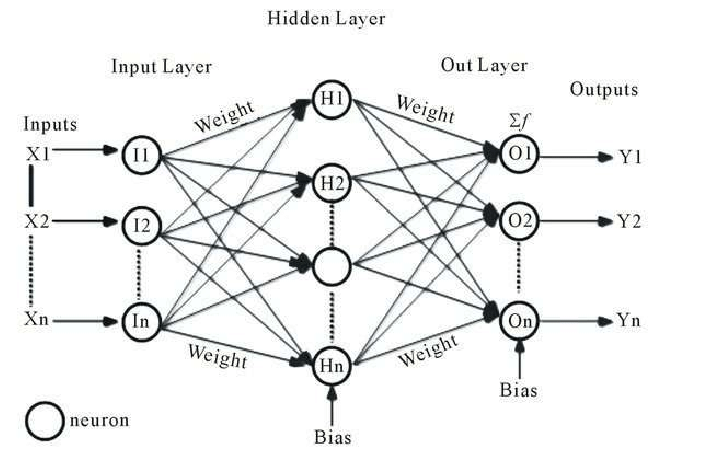 Hidden Layer
Input Layer
Out Layer
Outputs
Inputs
Weight
Weight
Σf
X1
I1
H1
O1
Y1
X2
I2
H2
O2
Y2
Xn
In
Hn
On
Yn
Weight
Weight
Bias
Bias
neuron